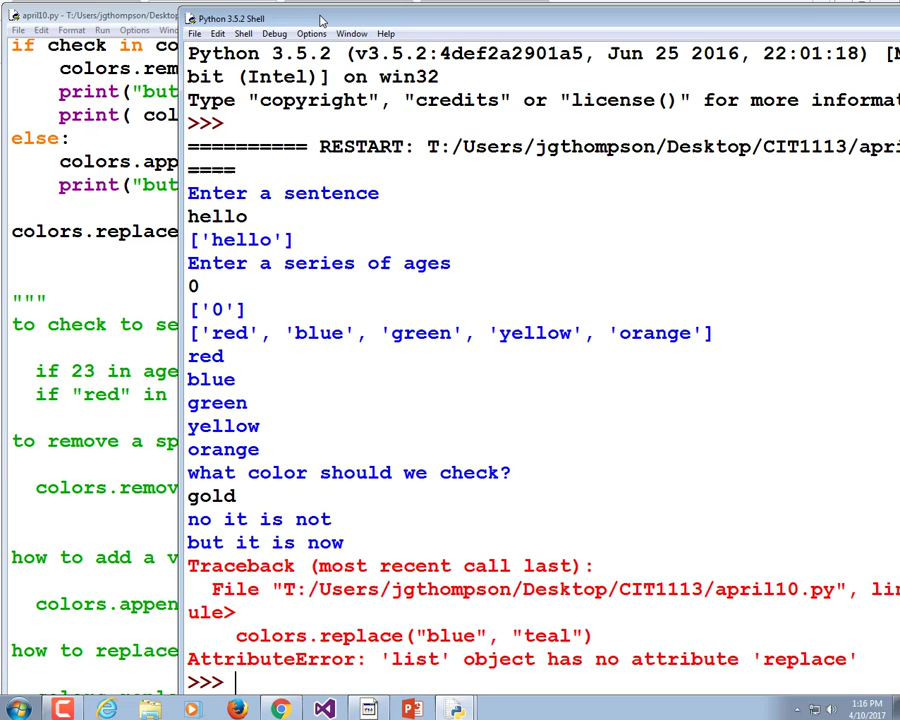 april10.py - T:/Users/jgthompson/Desktop
File Edit Format Run Options
if check in co
colors.rem
print("but
print( col
else:
colors.app
print("but
colors.replace
"""
to check to se
if 23 in age
if "red" in
to remove a sp
colors.remov
how to add a v
colors.appen
how to replace
Python 3.5.2 Shell
File Edit Shell Debug Options Window Help
Python 3.5.2 (v3.5.2:4def2a2901a5, Jun 25 2016, 22:01:18) [M
bit (Intel)] on win32
Type "copyright", "credits" or "license()" for more informa
>>>
========== RESTART: T:/Users/jgthompson/Desktop/CIT1113/apri
====
Enter a sentence
hello
['hello']
Enter a series of ages
0
['0']
['red', 'blue', 'green', 'yellow', 'orange']
red
blue
green
yellow
orange
what color should we check?
gold
no it is not
but it is now
Traceback (most recent call last):
File "T:/Users/jgthompson/Desktop/CIT1113/april10.py", lin
ule>
colors.replace("blue", "teal")
AttributeError: 'list' object has no attribute 'replace'
>>>
1:16 PM
4/10/2017